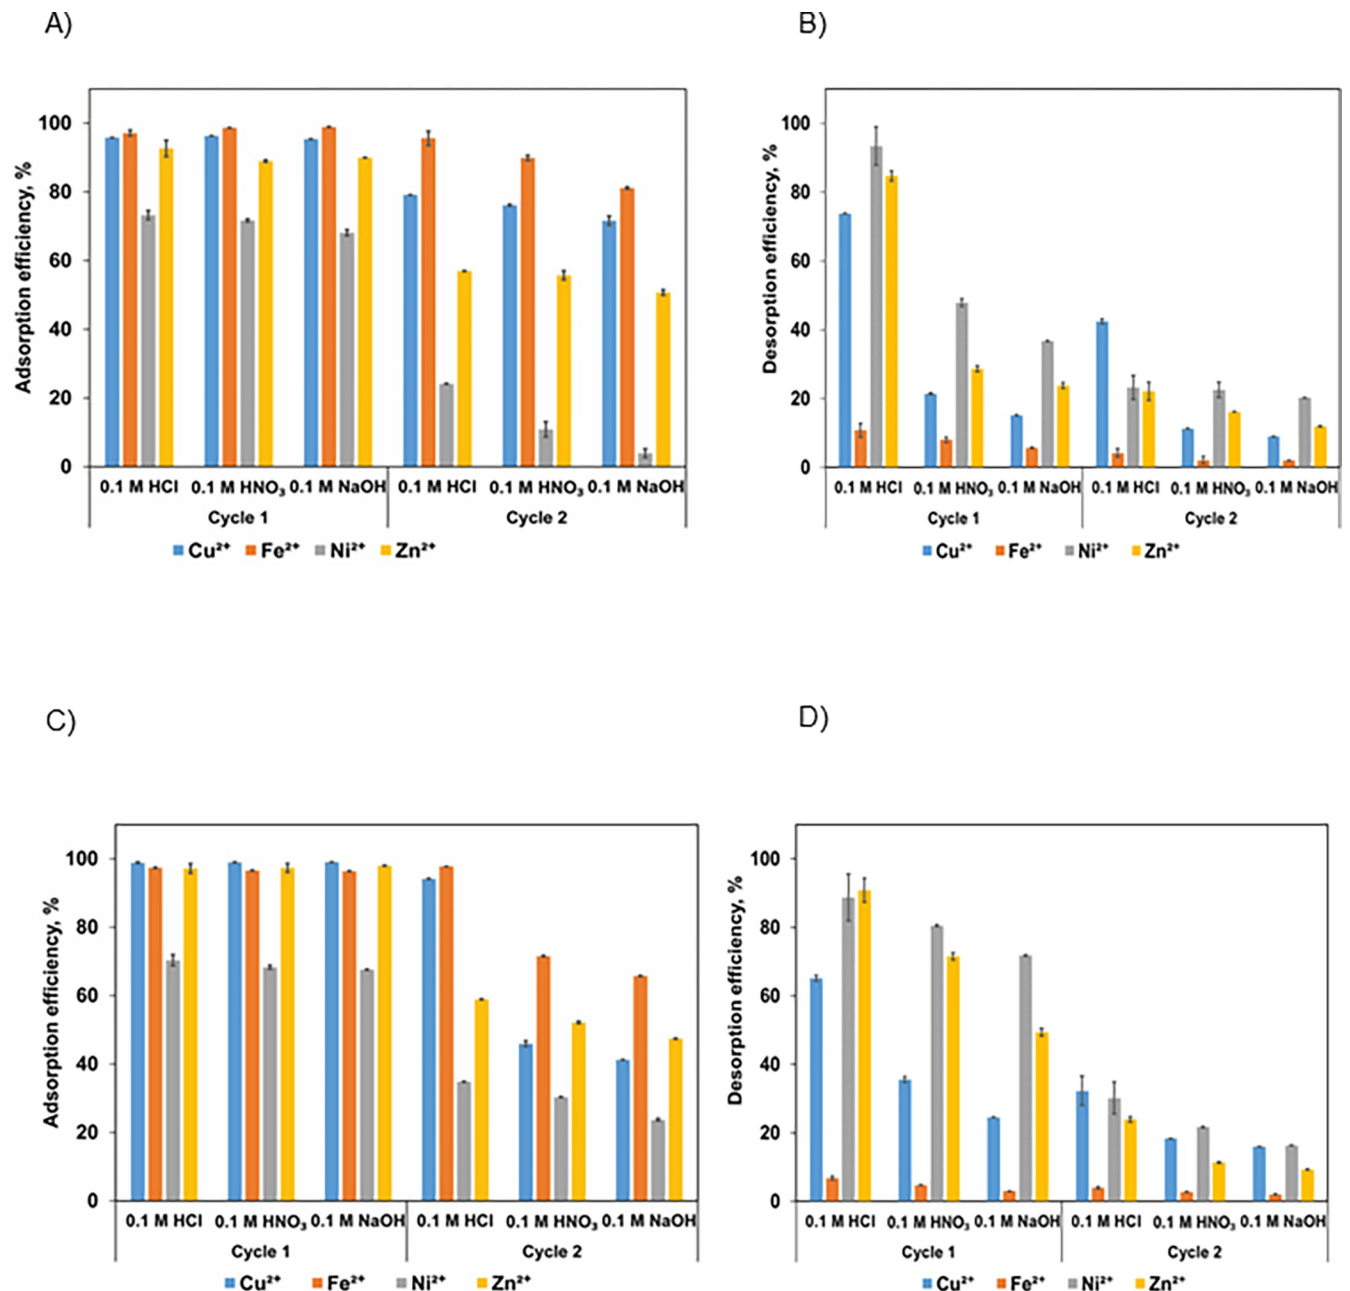 A)
B)
Adsorption efficiency, %
100
80
60
40
20
0
0.1 M HCl 0.1 M HNO₃ 0.1 M NaOH 0.1 M HCl 0.1 M HNO₃ 0.1 M NaOH
Cycle 1 Cycle 2
Cu²⁺ Fe²⁺ Ni²⁺ Zn²⁺
Desorption efficiency, %
100
80
60
40
20
0
0.1 M HCl 0.1 M HNO₃ 0.1 M NaOH 0.1 M HCl 0.1 M HNO₃ 0.1 M NaOH
Cycle 1 Cycle 2
Cu²⁺ Fe²⁺ Ni²⁺ Zn²⁺
C)
D)
Adsorption efficiency, %
100
80
60
40
20
0
0.1 M HCl 0.1 M HNO₃ 0.1 M NaOH 0.1 M HCl 0.1 M HNO₃ 0.1 M NaOH
Cycle 1 Cycle 2
Cu²⁺ Fe²⁺ Ni²⁺ Zn²⁺
Desorption efficiency, %
100
80
60
40
20
0
0.1 M HCl 0.1 M HNO₃ 0.1 M NaOH 0.1 M HCl 0.1 M HNO₃ 0.1 M NaOH
Cycle 1 Cycle 2
Cu²⁺ Fe²⁺ Ni²⁺ Zn²⁺